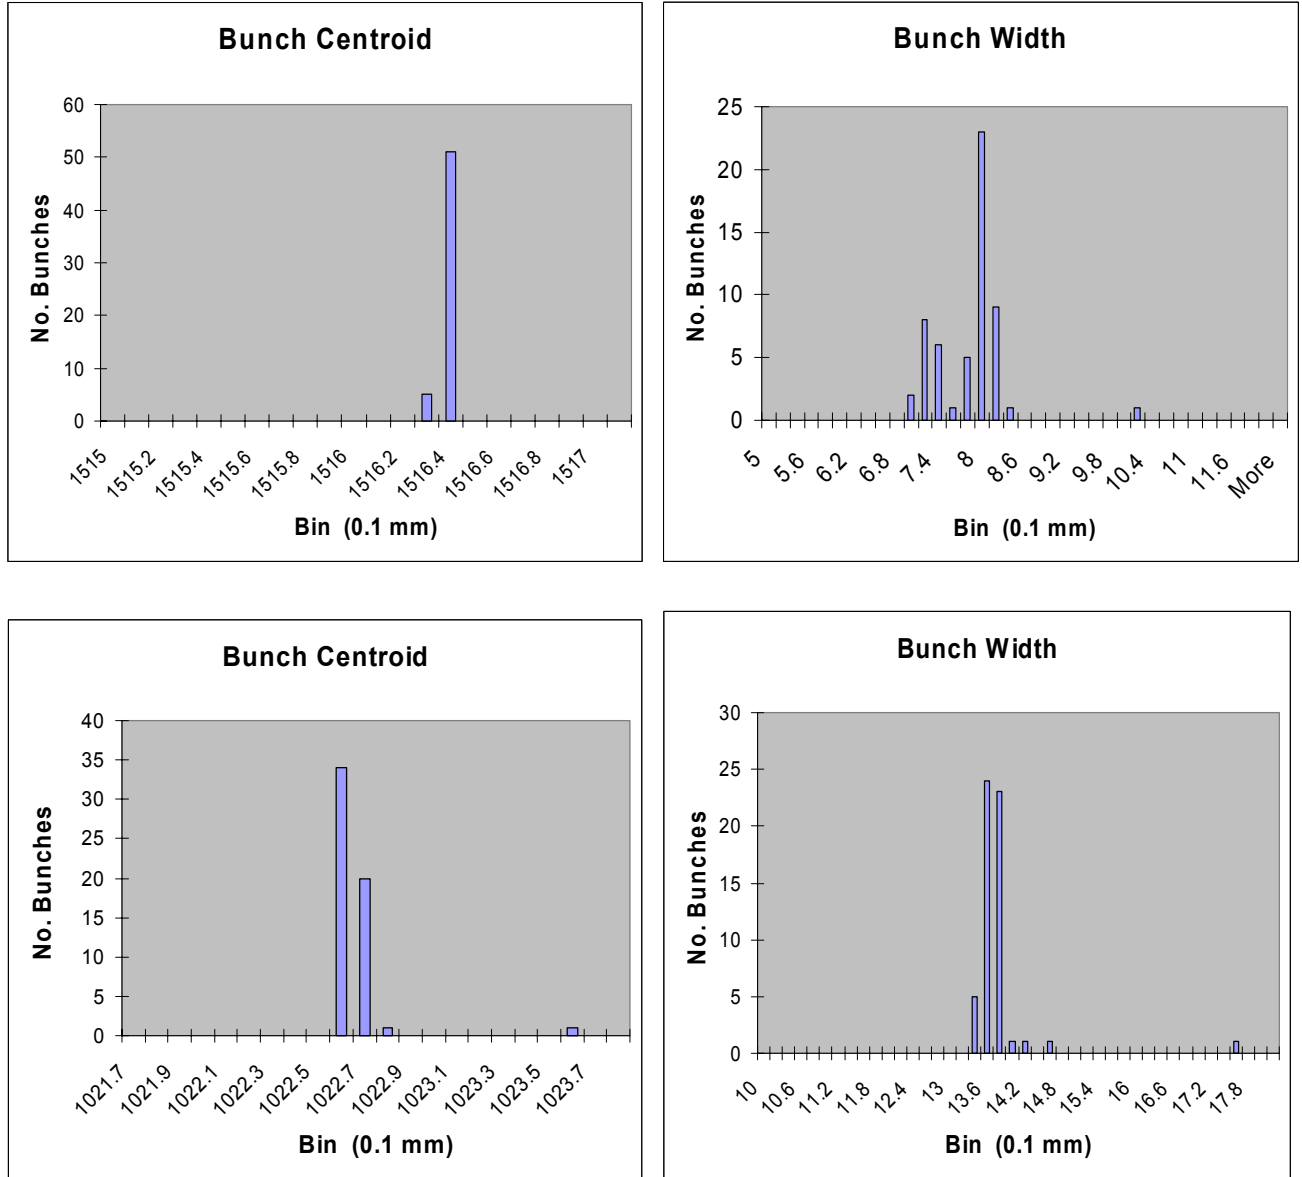 Bunch Centroid
60
50
40
30
20
10
0
No. Bunches
1515 1515.2 1515.4 1515.6 1515.8 1516 1516.2 1516.4 1516.6 1516.8 1517
Bin (0.1 mm)
Bunch Width
25
20
15
10
5
0
No. Bunches
5 5.6 6.2 6.8 7.4 8 8.6 9.2 9.8 10.4 11 11.6 More
Bin (0.1 mm)
Bunch Centroid
40
35
30
25
20
15
10
5
0
No. Bunches
1021.7 1021.9 1022.1 1022.3 1022.5 1022.7 1022.9 1023.1 1023.3 1023.5 1023.7
Bin (0.1 mm)
Bunch Width
30
25
20
15
10
5
0
No. Bunches
10 10.6 11.2 11.8 12.4 13 13.6 14.2 14.8 15.4 16 16.6 17.2 17.8
Bin (0.1 mm)